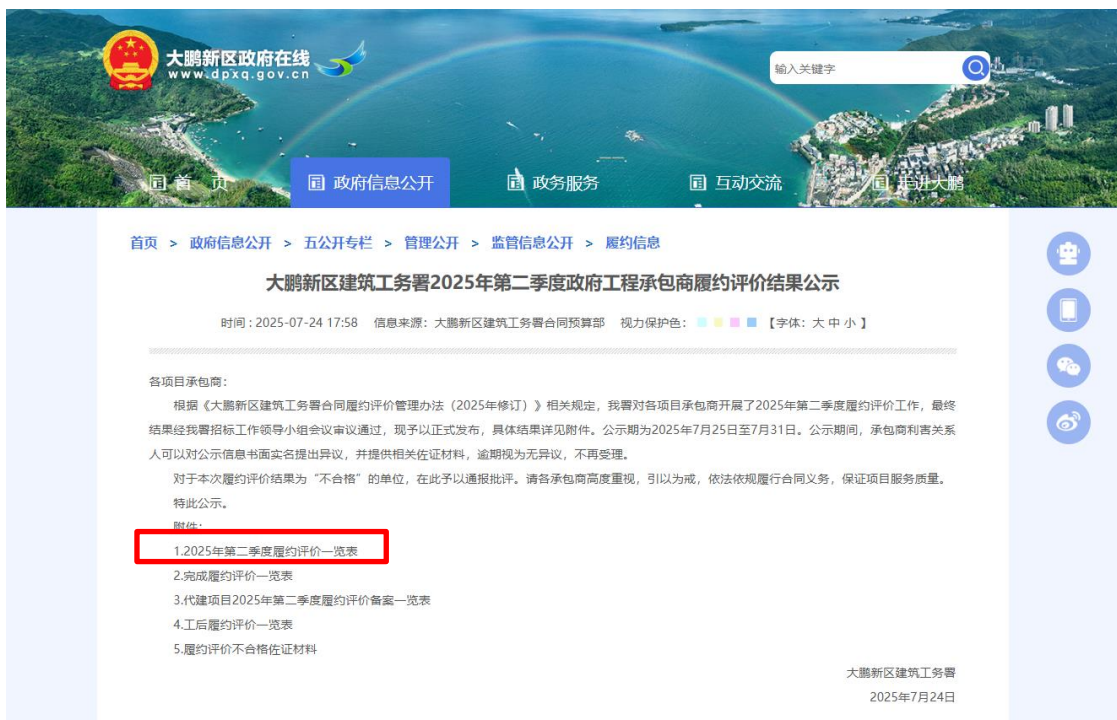 大鹏新区政府在线
www.dpxq.gov.cn
输入关键字
首 页
政府信息公开
政务服务
互动交流
走进大鹏
首页 > 政府信息公开 > 五公开专栏 > 管理公开 > 监管信息公开 > 履约信息
大鹏新区建筑工务署2025年第二季度政府工程承包商履约评价结果公示
时间：2025-07-24 17:58 信息来源：大鹏新区建筑工务署合同预算部 视力保护色： 【字体：大 中 小 】
各项目承包商：
根据《大鹏新区建筑工务署合同履约评价管理办法（2025年修订）》相关规定，我署对各项目承包商开展了2025年第二季度履约评价工作，最终
结果经我署招标工作领导小组会议审议通过，现予以正式发布，具体结果详见附件。公示期为2025年7月25日至7月31日。公示期间，承包商利害关系
人可以对公示信息书面实名提出异议，并提供相关佐证材料，逾期视为无异议，不再受理。
对于本次履约评价结果为“不合格”的单位，在此予以通报批评。请各承包商高度重视，引以为戒，依法依规履行合同义务，保证项目服务质量。
特此公示。
附件：
1.2025年第二季度履约评价一览表
2.完成履约评价一览表
3.代建项目2025年第二季度履约评价备案一览表
4.工后履约评价一览表
5.履约评价不合格佐证材料
大鹏新区建筑工务署
2025年7月24日